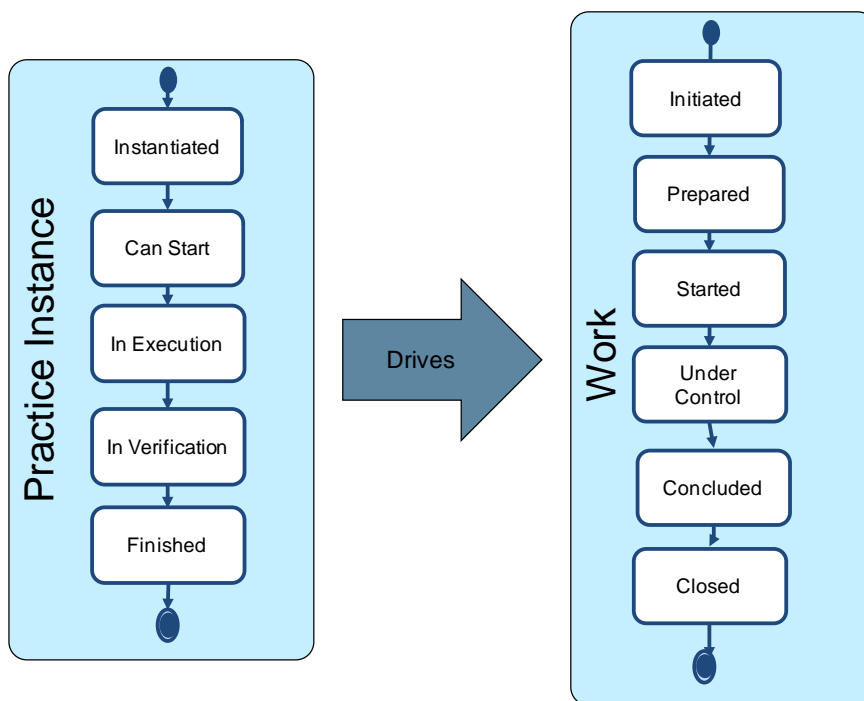 Practice Instance
Instantiated
Can Start
In Execution
In Verification
Finished
Drives
Work
Initiated
Prepared
Started
Under
Control
Concluded
Closed